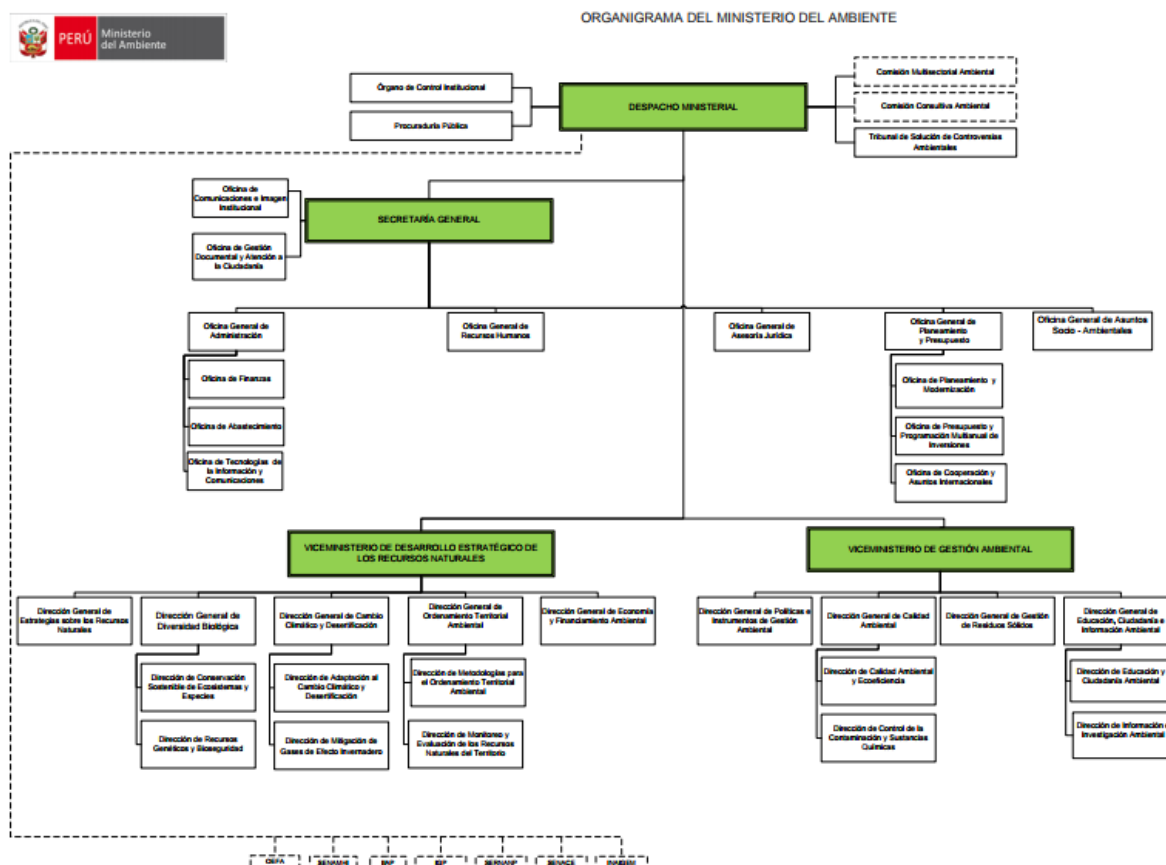 ORGANIGRAMA DEL MINISTERIO DEL AMBIENTE
PERÚ
Ministerio
del Ambiente
Órgano de Control Institucional
Procuraduría Pública
DESPACHO MINISTERIAL
Comisión Multisectorial Ambiental
Comisión Consultiva Ambiental
Tribunal de Solución de Controversias
Ambientales
Oficina de
Comunicaciones e Imagen
Institucional
Oficina de Gestión
Documental y Atención a
la Ciudadanía
SECRETARÍA GENERAL
Oficina General de
Administración
Oficina General de
Recursos Humanos
Oficina General de
Asesoría Jurídica
Oficina General de
Planeamiento
y Presupuesto
Oficina General de Asuntos
Socio - Ambientales
Oficina de Finanzas
Oficina de Abastecimiento
Oficina de Tecnologías de
la Información y
Comunicaciones
Oficina de Planeamiento y
Modernización
Oficina de Presupuesto y
Programación Multianual de
Inversiones
Oficina de Cooperación y
Asuntos Internacionales
VICEMINISTERIO DE DESARROLLO ESTRATÉGICO DE
LOS RECURSOS NATURALES
VICEMINISTERIO DE GESTIÓN AMBIENTAL
Dirección General de
Estrategias sobre los Recursos
Naturales
Dirección General de
Diversidad Biológica
Dirección General de Cambio
Climático y Desertificación
Dirección General de
Ordenamiento Territorial
Ambiental
Dirección General de Economía
y Financiamiento Ambiental
Dirección General de Políticas e
Instrumentos de Gestión
Ambiental
Dirección General de Calidad
Ambiental
Dirección General de Gestión
de Residuos Sólidos
Dirección General de
Educación, Ciudadanía e
Información Ambiental
Dirección de Conservación
Sostenible de Ecosistemas y
Especies
Dirección de Recursos
Genéticos y Bioseguridad
Dirección de Adaptación al
Cambio Climático y
Desertificación
Dirección de Mitigación de
Gases de Efecto Invernadero
Dirección de Metodologías para
el Ordenamiento Territorial
Ambiental
Dirección de Monitoreo y
Evaluación de los Recursos
Naturales del Territorio
Dirección de Calidad Ambiental
y Ecoeficiencia
Dirección de Control de la
Contaminación y Sustancias
Químicas
Dirección de Educación y
Ciudadanía Ambiental
Dirección de Información
Investigación Ambiental
OEFA
SENAMHI
IIAP
IGP
SERNANP
SENACE
INAIGEM